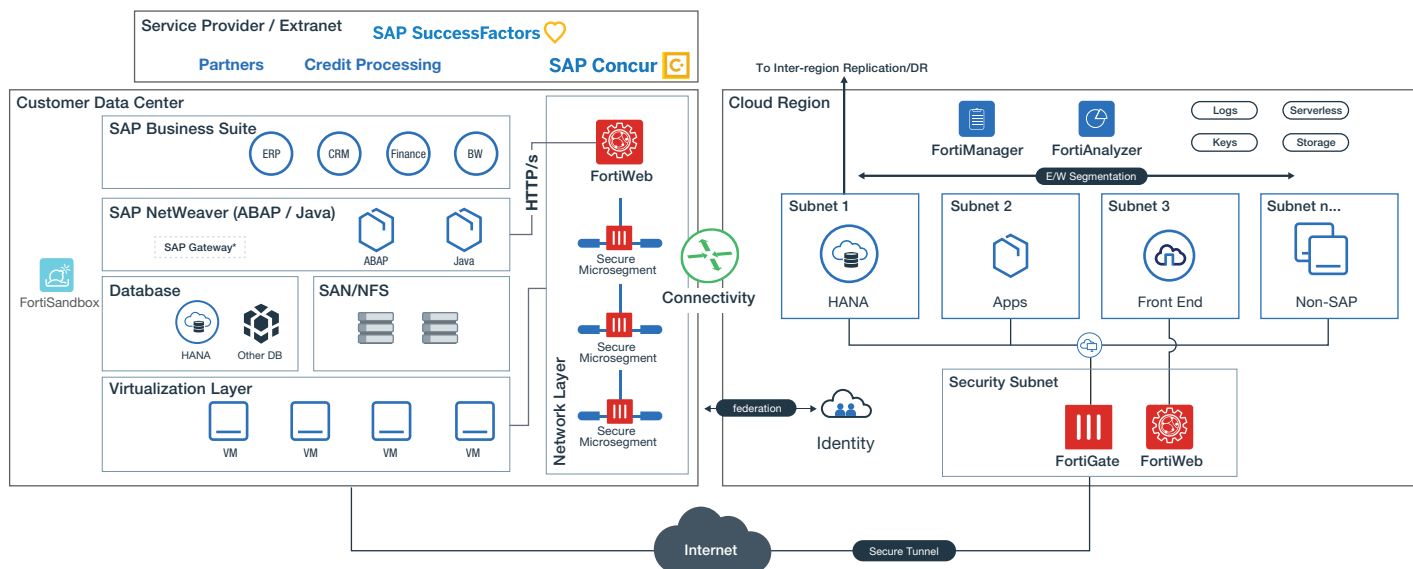 Service Provider / Extranet
SAP SuccessFactors
Partners
Credit Processing
SAP Concur
C
Customer Data Center
SAP Business Suite
ERP
CRM
Finance
BW
SAP NetWeaver (ABAP / Java)
SAP Gateway*
ABAP
Java
HTTP/s
FortiSandbox
Database
HANA
Other DB
SAN/NFS
Virtualization Layer
VM
VM
VM
VM
Network Layer
FortiWeb
Secure
Microsegment
Secure
Microsegment
Secure
Microsegment
Connectivity
To Inter-region Replication/DR
Cloud Region
FortiManager
FortiAnalyzer
Logs
Serverless
Keys
Storage
E/W Segmentation
Subnet 1
HANA
Subnet 2
Apps
Subnet 3
Front End
Subnet n...
Non-SAP
federation
Identity
Security Subnet
FortiGate
FortiWeb
Internet
Secure Tunnel